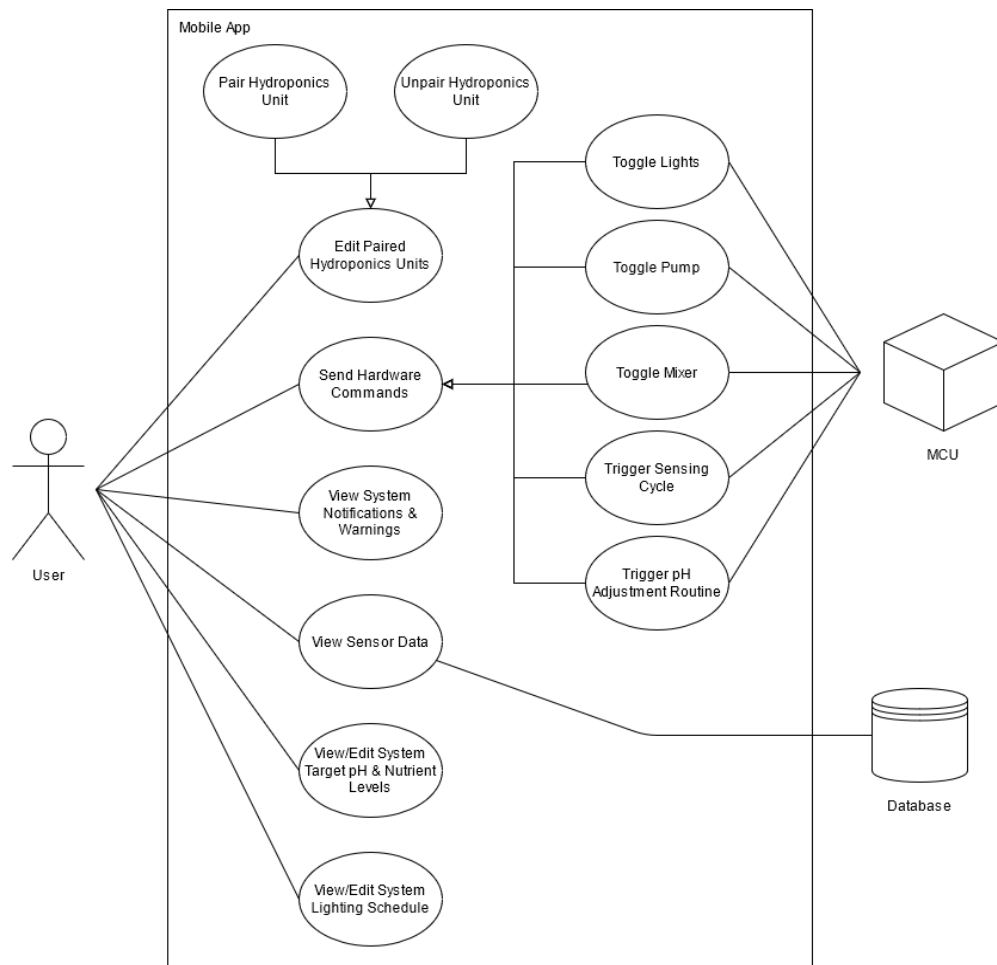 Mobile App
Pair Hydroponics
Unit
Unpair Hydroponics
Unit
Toggle Lights
Edit Paired
Hydroponics Units
Toggle Pump
Send Hardware
Commands
Toggle Mixer
MCU
View System
Notifications &
Warnings
Trigger Sensing
Cycle
User
Trigger pH
Adjustment Routine
View Sensor Data
View/Edit System
Target pH & Nutrient
Levels
Database
View/Edit System
Lighting Schedule